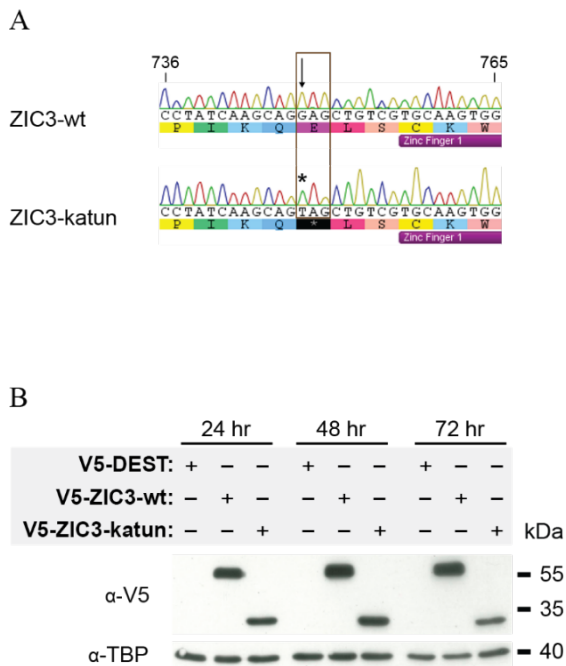 A
736 765
ZIC3-wt
CCTATCAAGCAGGAGCTGTCGTGCAAGTGG
P I K Q E L S C K W
Zinc Finger 1
*
ZIC3-katun
CCTATCAAGCAGTAGCTGTCGTGCAAGTGG
P I K Q * L S C K W
Zinc Finger 1
B
24 hr 48 hr 72 hr
V5-DEST: + – – + – – + – –
V5-ZIC3-wt: – + – – + – – + –
V5-ZIC3-katun: – – + – – + – – + kDa
α-V5
55
35
α-TBP 40